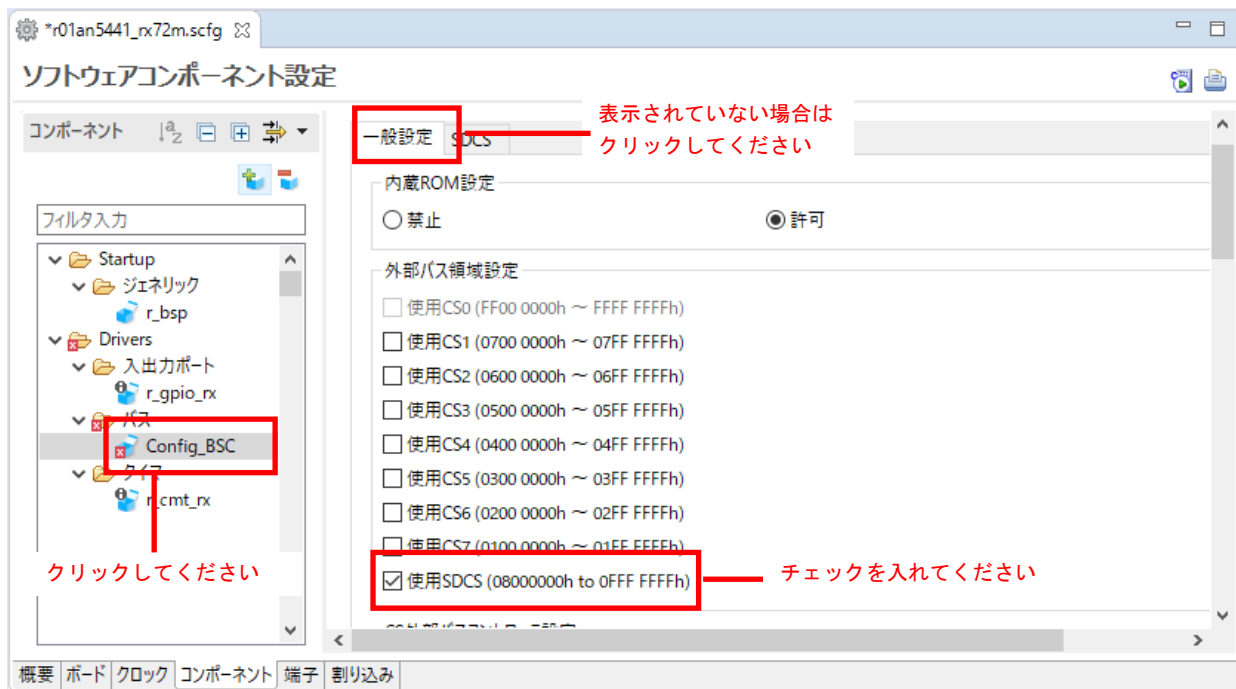 *r01an5441_rx72m.scfg
ソフトウェアコンポーネント設定
コンポーネント
フィルタ入力
Startup
ジェネリック
r_bsp
Drivers
入出力ポート
r_gpio_rx
バス
Config_BSC
r_cmt_rx
クリックしてください
一般設定
SDCS
表示されていない場合は
クリックしてください
内蔵ROM設定
禁止
許可
外部バス領域設定
使用CS0 (FF00 0000h ～ FFFF FFFFh)
使用CS1 (0700 0000h ～ 07FF FFFFh)
使用CS2 (0600 0000h ～ 06FF FFFFh)
使用CS3 (0500 0000h ～ 05FF FFFFh)
使用CS4 (0400 0000h ～ 04FF FFFFh)
使用CS5 (0300 0000h ～ 03FF FFFFh)
使用CS6 (0200 0000h ～ 02FF FFFFh)
使用CS7 (0100 0000h ～ 01FF FFFFh)
使用SDCS (08000000h to 0FFF FFFFh)
チェックを入れてください
概要 ボード クロック コンポーネント 端子 割り込み